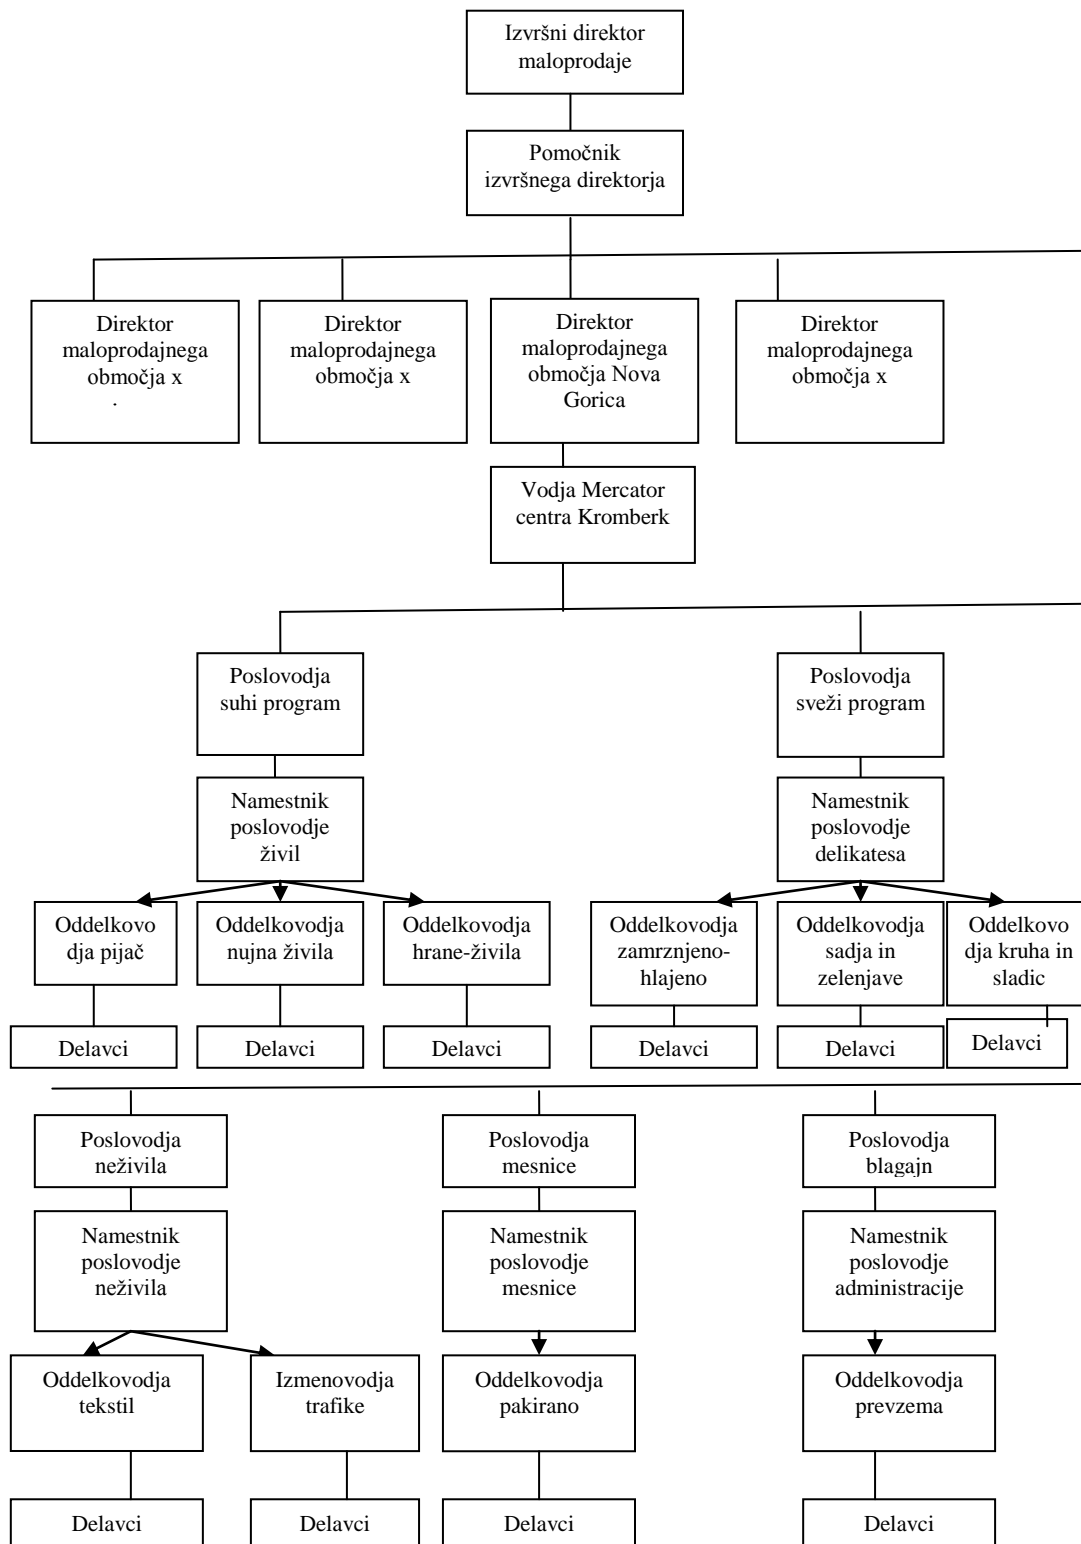 Izvršni direktor
maloprodaje
Pomočnik
izvršnega direktorja
Direktor
maloprodajnega
območja x
.
Direktor
maloprodajnega
območja x
Direktor
maloprodajnega
območja Nova
Gorica
Direktor
maloprodajnega
območja x
Vodja Mercator
centra Kromberk
Poslovodja
suhi program
Poslovodja
sveži program
Namestnik
poslovodje
živil
Namestnik
poslovodje
delikatesa
Oddelkovo
dja pijač
Oddelkovodja
nujna živila
Oddelkovodja
hrane-živila
Oddelkovodja
zamrznjeno-
hlajeno
Oddelkovodja
sadja in
zelenjave
Oddelkovo
dja kruha in
sladic
Delavci
Delavci
Delavci
Delavci
Delavci
Delavci
Poslovodja
neživila
Poslovodja
mesnice
Poslovodja
blagajn
Namestnik
poslovodje
neživila
Namestnik
poslovodje
mesnice
Namestnik
poslovodje
administracije
Oddelkovodja
tekstil
Izmenovodja
trafike
Oddelkovodja
pakirano
Oddelkovodja
prevzema
Delavci
Delavci
Delavci
Delavci